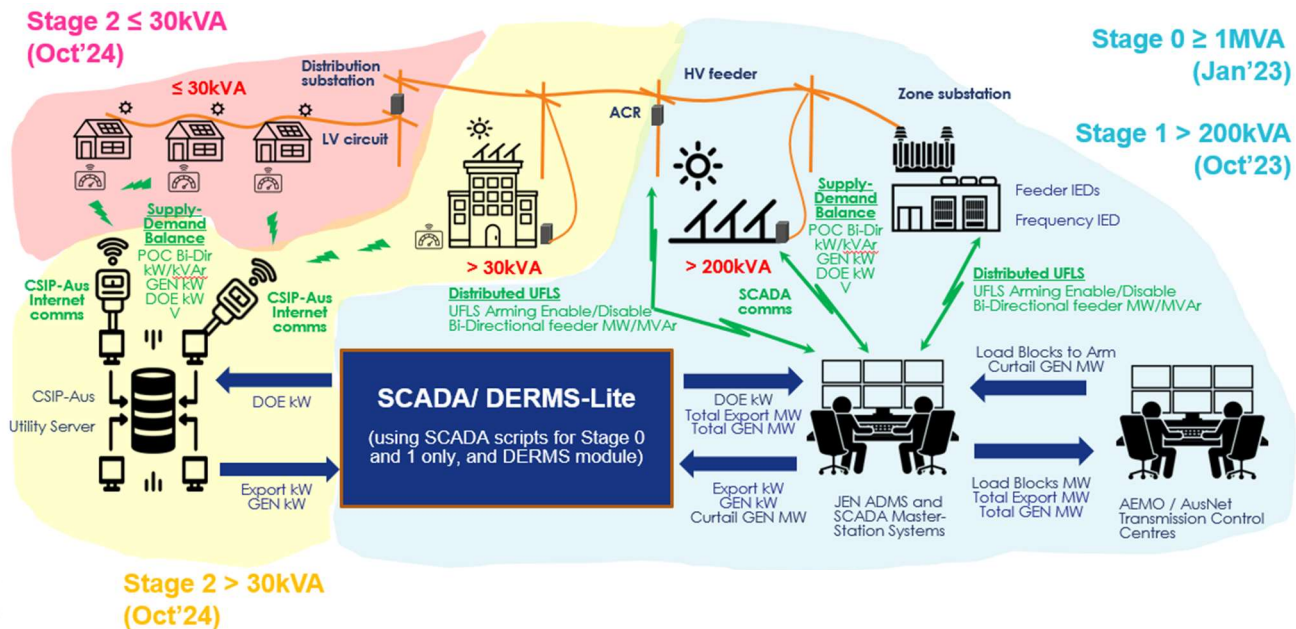 Stage 2 ≤ 30kVA
(Oct'24)
Stage 0 ≥ 1MVA
(Jan'23)
Stage 1 > 200kVA
(Oct'23)
≤ 30kVA
Distribution
substation
LV circuit
HV feeder
ACR
Zone substation
Feeder IEDs
Frequency IED
Supply-
Demand
Balance
POC Bi-Dir
kW/kVAr
GEN kW
DOE kW
V
CSIP-Aus
Internet
comms
CSIP-Aus
Internet
comms
> 30kVA
> 200kVA
Supply-
Demand
Balance
POC Bi-Dir
kW/kVAr
GEN kW
DOE kW
V
Distributed UFLS
UFLS Arming Enable/Disable
Bi-Directional feeder MW/MVAr
SCADA
comms
Distributed UFLS
UFLS Arming Enable/Disable
Bi-Directional feeder MW/MVAr
CSIP-Aus
Utility Server
DOE kW
Export kW
GEN kW
SCADA/ DERMS-Lite
(using SCADA scripts for Stage 0
and 1 only, and DERMS module)
DOE kW
Total Export MW
Total GEN MW
Export kW
GEN kW
Curtail GEN MW
JEN ADMS and
SCADA Master-
Station Systems
Load Blocks to Arm
Curtail GEN MW
Load Blocks MW
Total Export MW
Total GEN MW
AEMO / AusNet
Transmission Control
Centres
Stage 2 > 30kVA
(Oct'24)